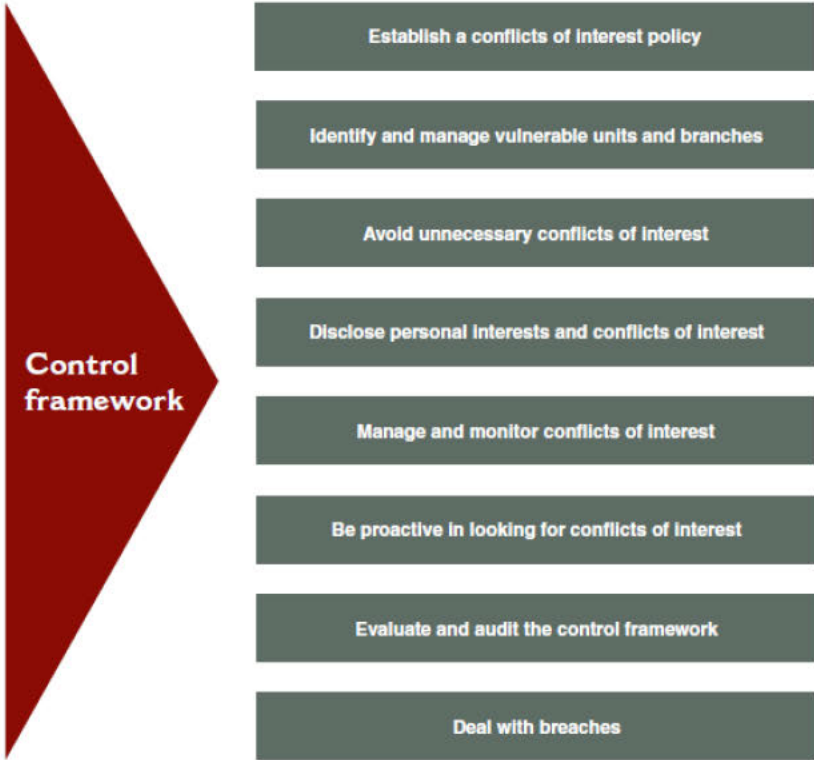 Establish a conflicts of interest policy
Identify and manage vulnerable units and branches
Avoid unnecessary conflicts of interest
Disclose personal interests and conflicts of interest
Control
framework
Manage and monitor conflicts of interest
Be proactive in looking for conflicts of interest
Evaluate and audit the control framework
Deal with breaches